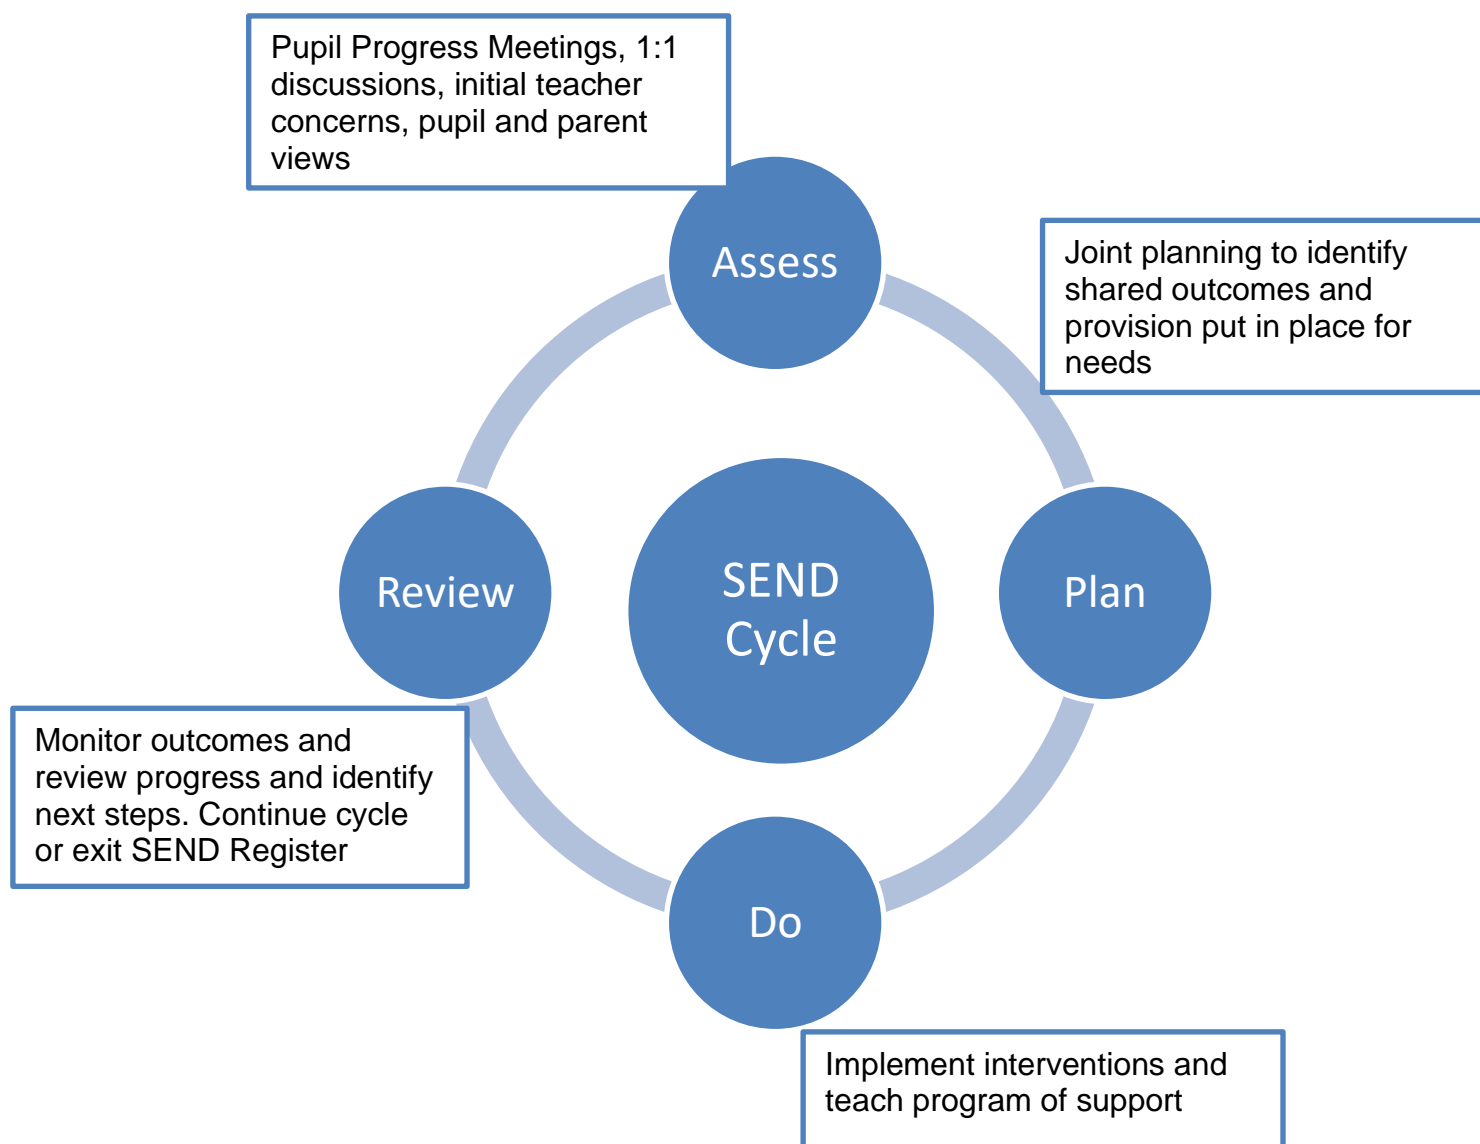 Pupil Progress Meetings, 1:1
discussions, initial teacher
concerns, pupil and parent
views
Assess
Joint planning to identify
shared outcomes and
provision put in place for
needs
Plan
SEND
Cycle
Review
Monitor outcomes and
review progress and identify
next steps. Continue cycle
or exit SEND Register
Do
Implement interventions and
teach program of support